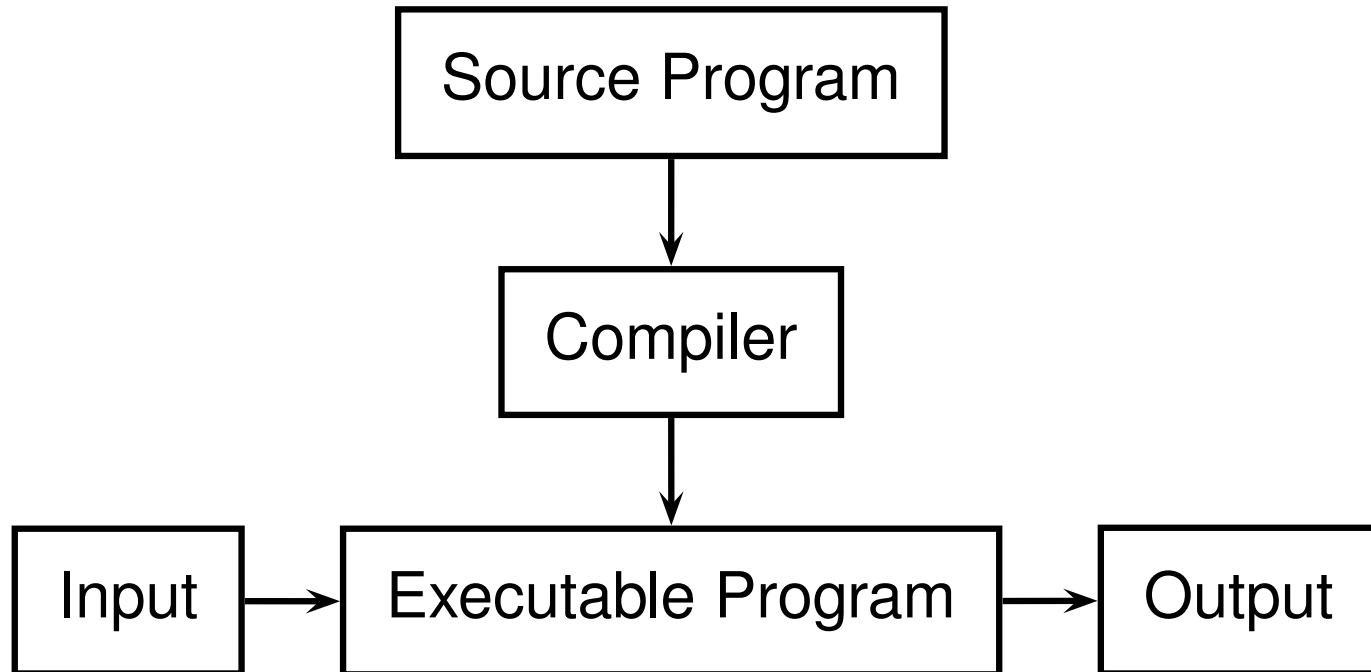 Source Program
Compiler
Input
Executable Program
Output